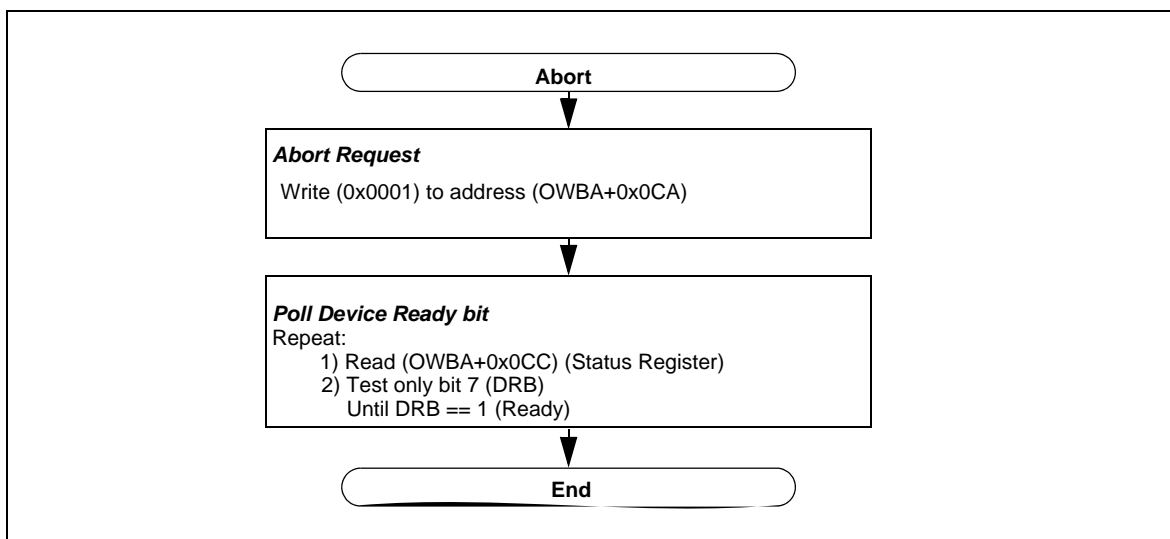 Abort
Abort Request
Write (0x0001) to address (OWBA+0x0CA)
Poll Device Ready bit
Repeat:
1) Read (OWBA+0x0CC) (Status Register)
2) Test only bit 7 (DRB)
Until DRB == 1 (Ready)
End